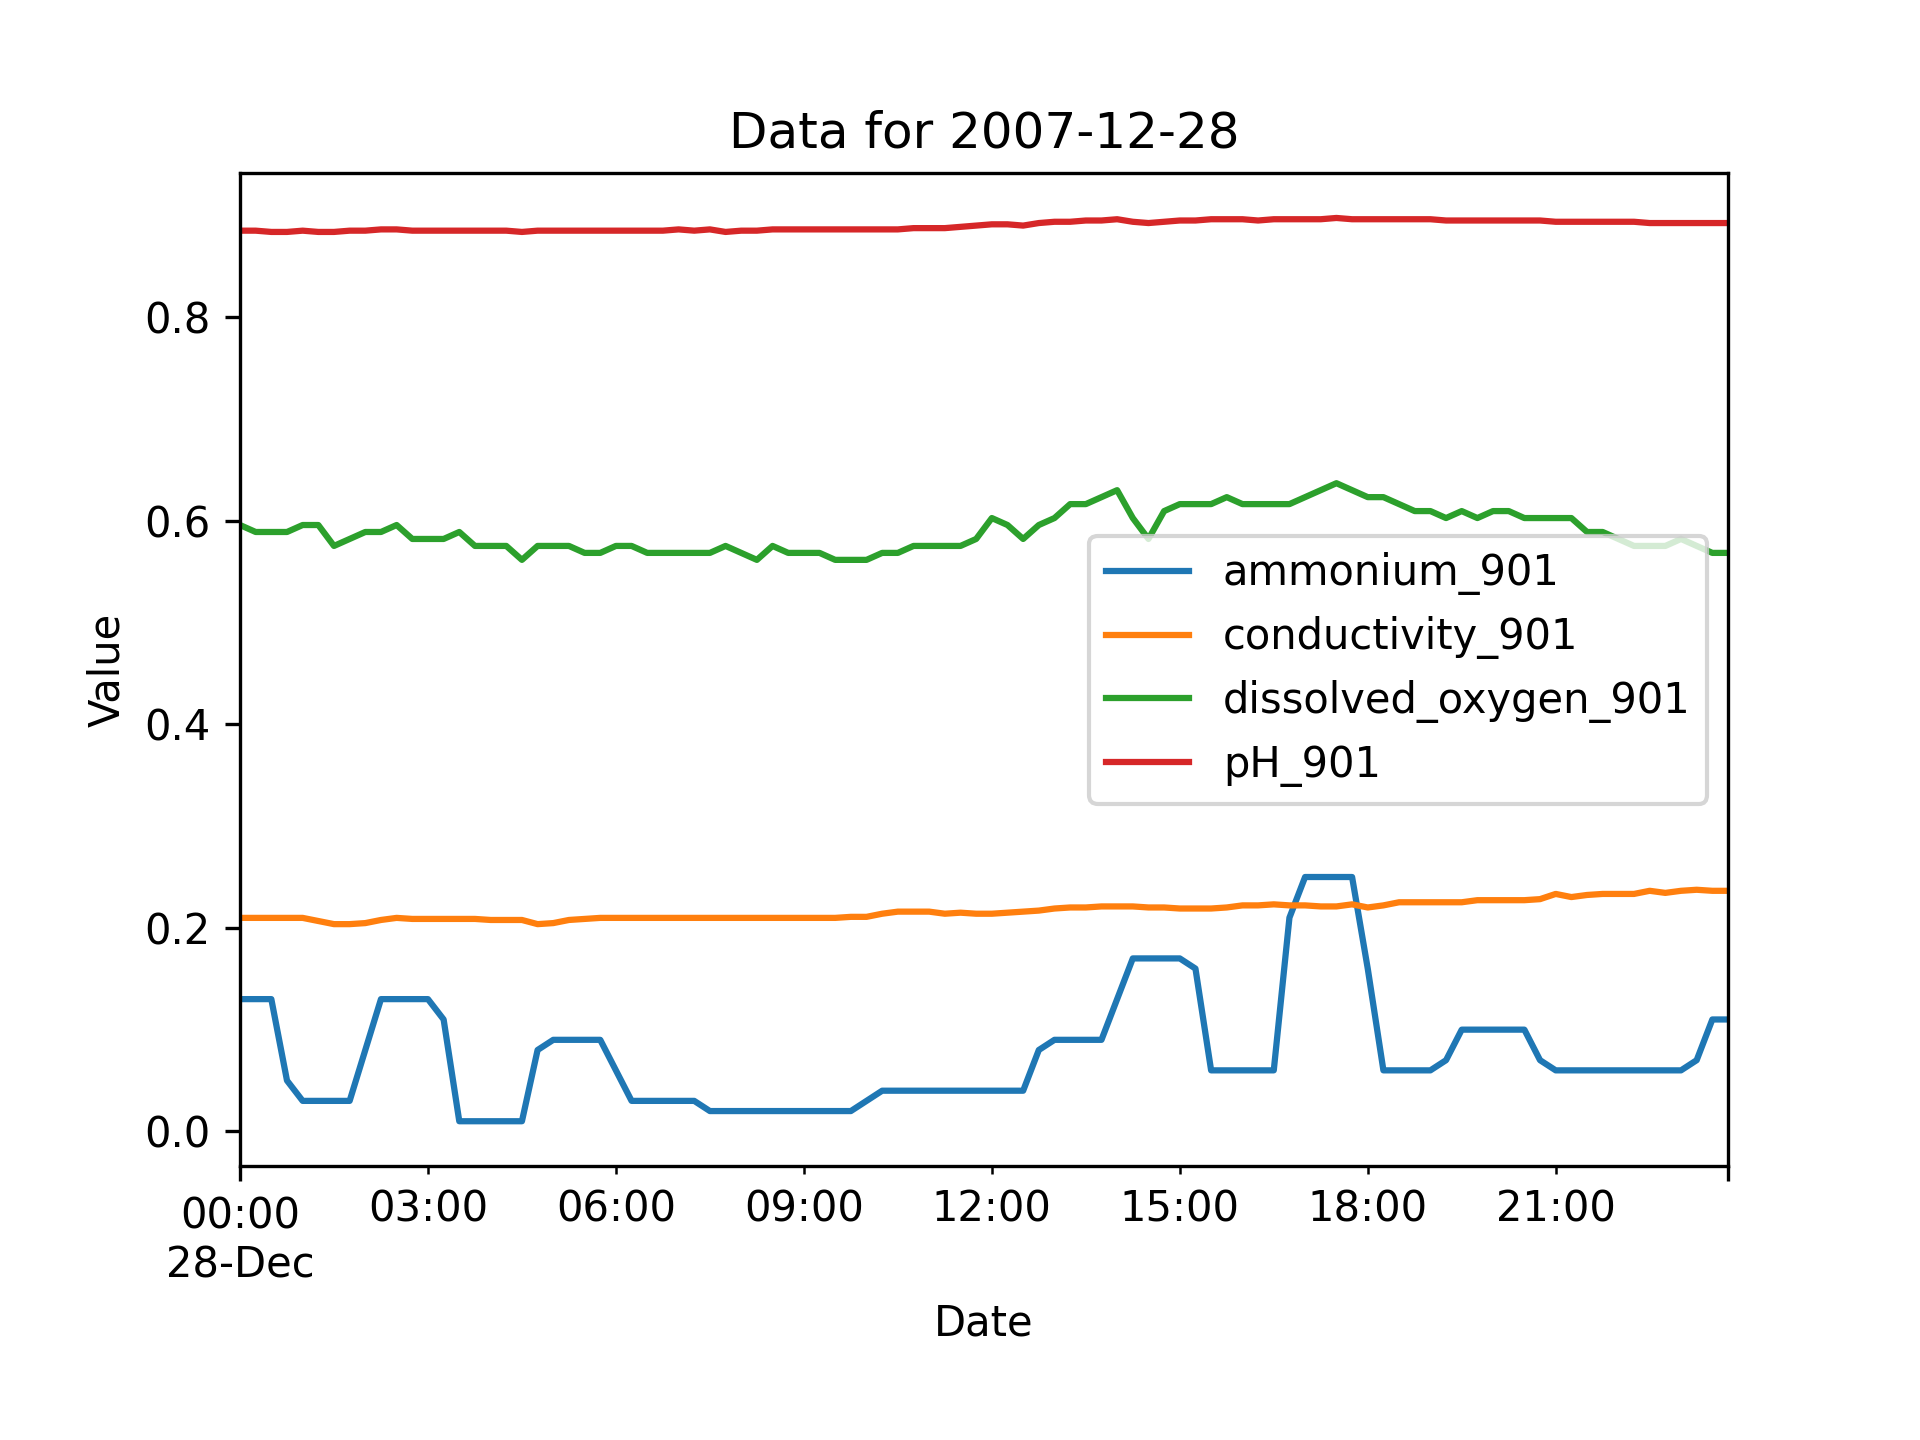 Data for 2007-12-28
Value
0.8
0.6
0.4
0.2
0.0
ammonium_901
conductivity_901
dissolved_oxygen_901
pH_901
00:00 03:00 06:00 09:00 12:00 15:00 18:00 21:00
28-Dec
Date